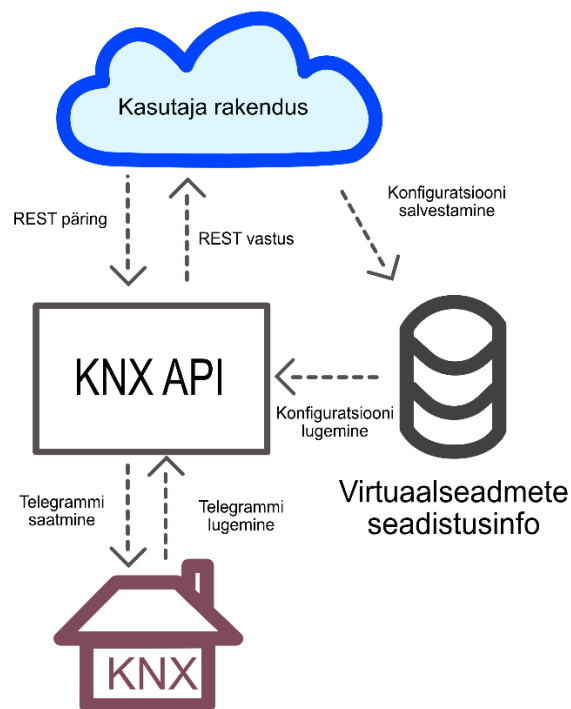 Kasutaja rakendus
REST päring
REST vastus
Konfiguratsiooni
salvestamine
KNX API
Konfiguratsiooni
lugemine
Virtuaalseadmete
seadistusinfo
Telegrammi
saatmine
Telegrammi
lugemine
KNX